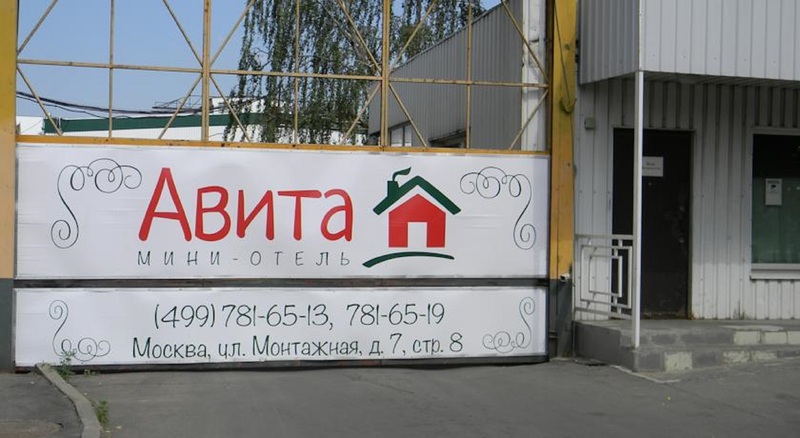 Авита
МИНИ-ОТЕЛЬ
(499) 781-65-13, 781-65-19
Москва, ул. Монтажная, д. 7, стр. 8